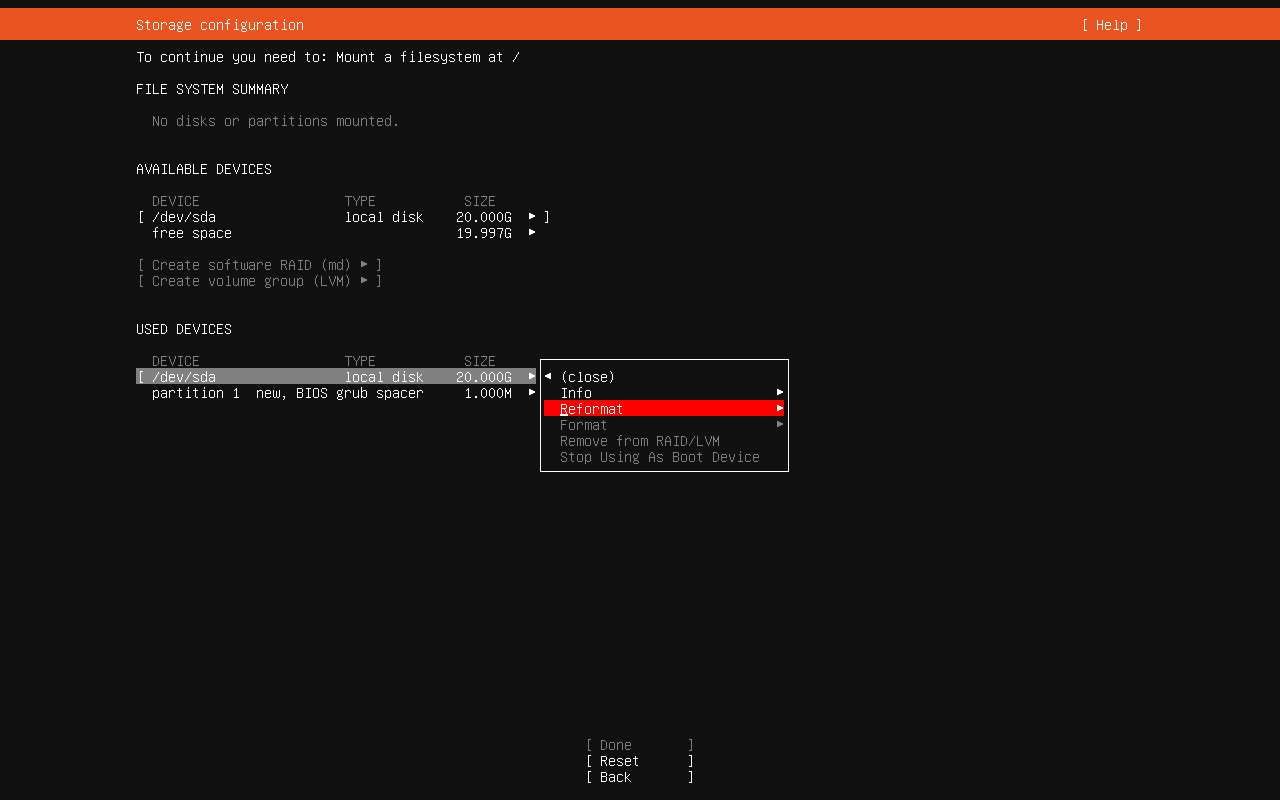 Storage configuration [ Help ]
To continue you need to: Mount a filesystem at /
FILE SYSTEM SUMMARY
No disks or partitions mounted.
AVAILABLE DEVICES
DEVICE TYPE SIZE
[ /dev/sda local disk 20.000G ▸ ]
free space 19.997G ▸
[ Create software RAID (md) ▸ ]
[ Create volume group (LVM) ▸ ]
USED DEVICES
DEVICE TYPE SIZE
[ /dev/sda local disk 20.000G ▸ ◂ (close)
partition 1 new, BIOS grub spacer 1.000M ▸ Info ▸
Reformat ▸
Format ▸
Remove from RAID/LVM
Stop Using As Boot Device
[ Done ]
[ Reset ]
[ Back ]